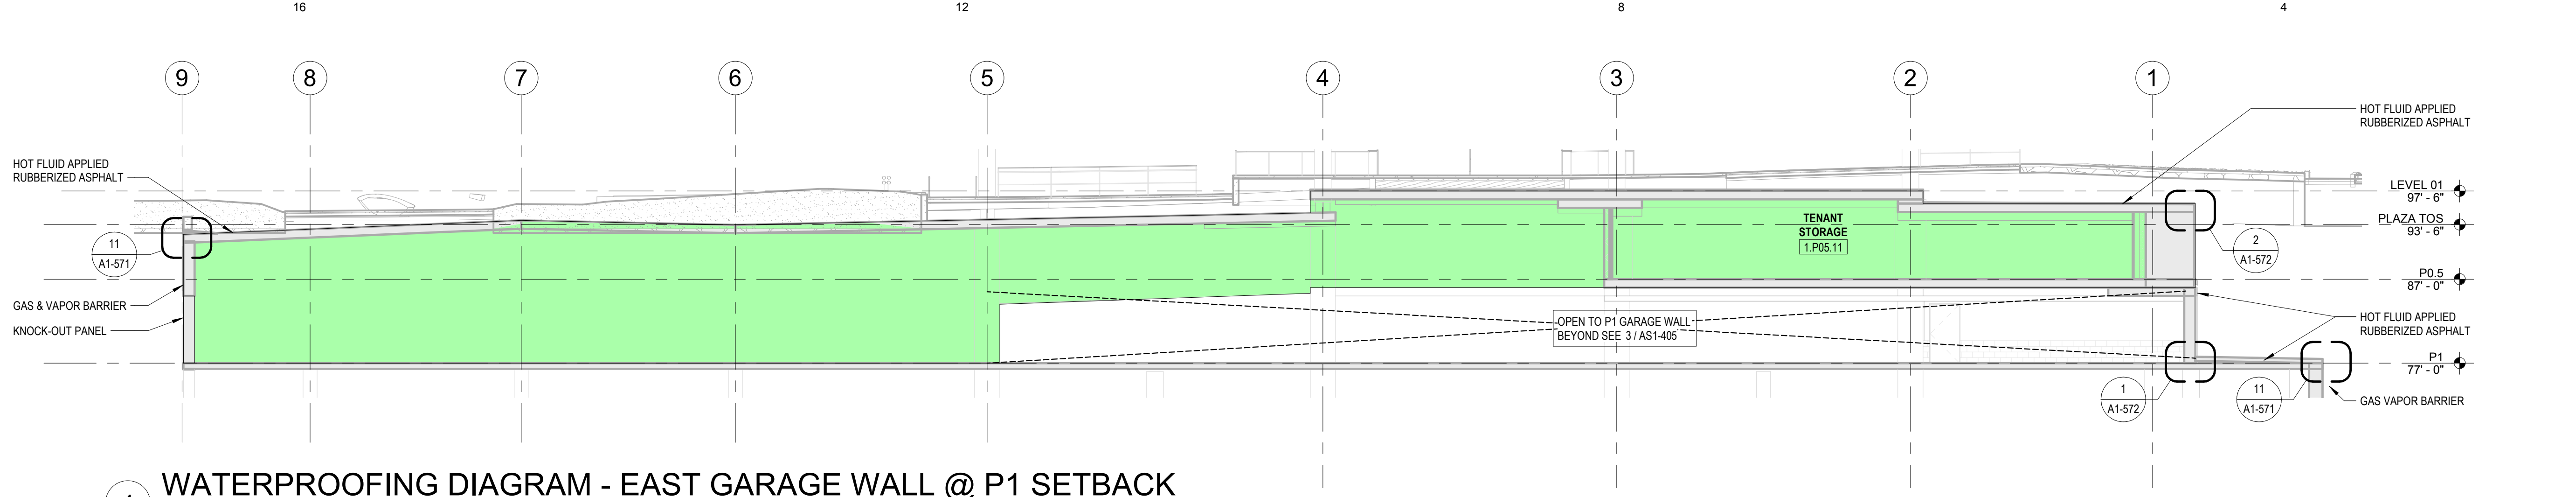 16
12
8
4
9
8
7
6
5
4
3
2
1
HOT FLUID APPLIED
RUBBERIZED ASPHALT
11
A1-571
GAS & VAPOR BARRIER
KNOCK-OUT PANEL
TENANT
STORAGE
1.P05.11
OPEN TO P1 GARAGE WALL
BEYOND SEE 3 / AS1-405
HOT FLUID APPLIED
RUBBERIZED ASPHALT
LEVEL 01
97' - 6"
PLAZA TOS
93' - 6"
2
A1-572
P0.5
87' - 0"
HOT FLUID APPLIED
RUBBERIZED ASPHALT
P1
77' - 0"
1
A1-572
11
A1-571
GAS VAPOR BARRIER
WATERPROOFING DIAGRAM - EAST GARAGE WALL @ P1 SETBACK